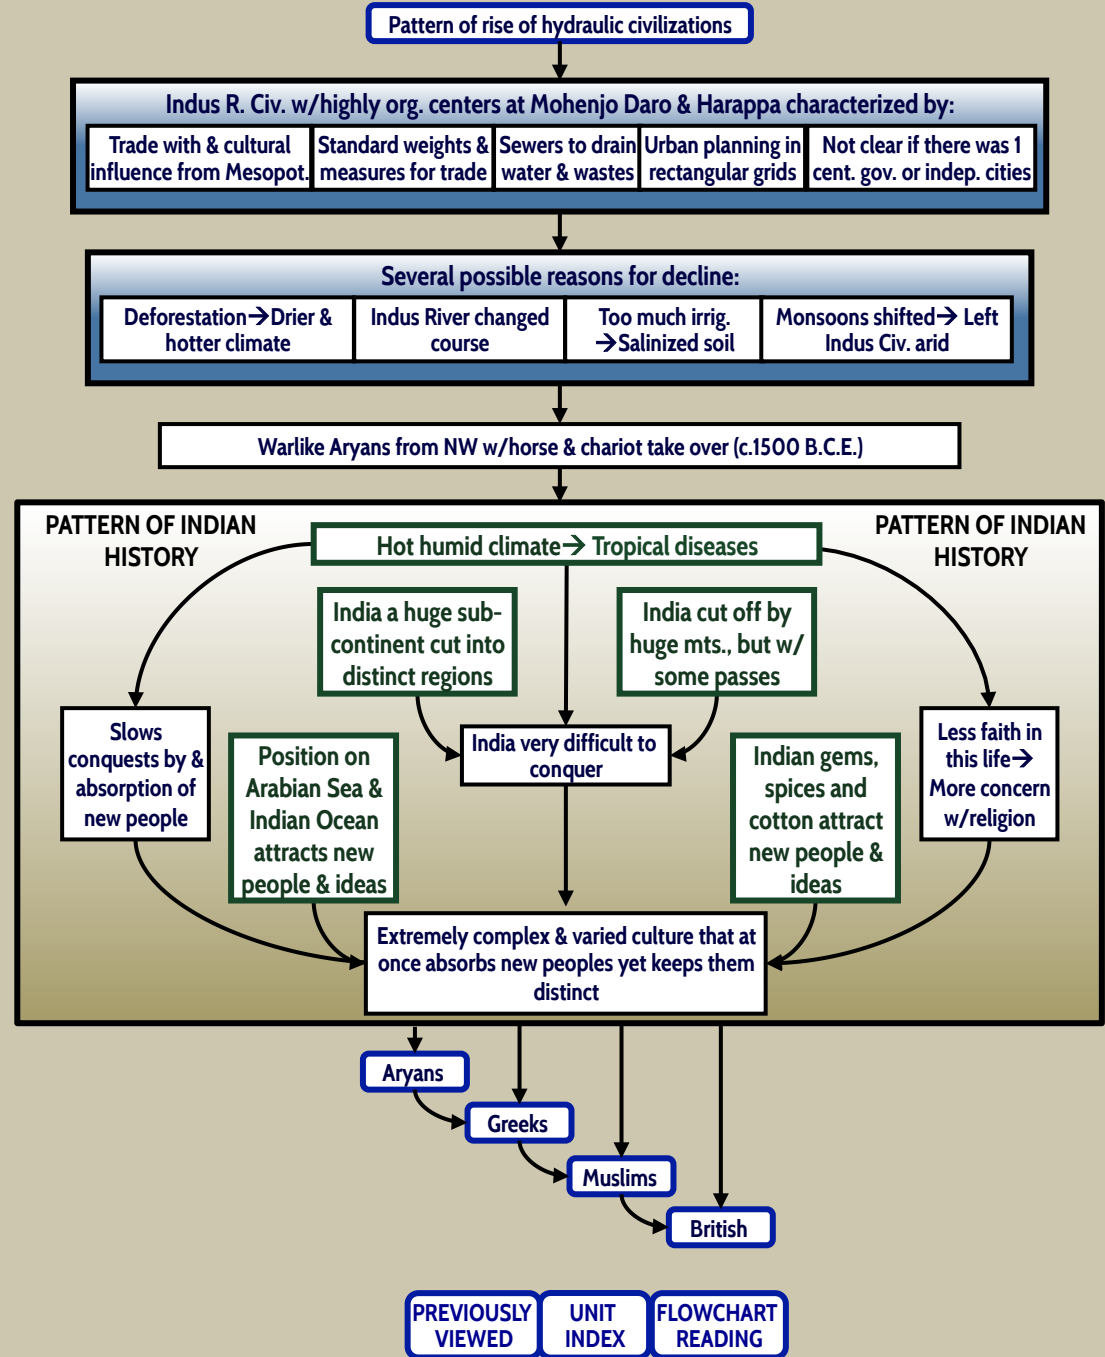 Pattern of rise of hydraulic civilizations
Indus R. Civ. w/highly org. centers at Mohenjo Daro & Harappa characterized by:
Trade with & cultural
influence from Mesopot.
Standard weights &
measures for trade
Sewers to drain
water & wastes
Urban planning in
rectangular grids
Not clear if there was 1
cent. gov. or indep. cities
Several possible reasons for decline:
Deforestation→Drier &
hotter climate
Indus River changed
course
Too much irrig.
→Salinized soil
Monsoons shifted→ Left
Indus Civ. arid
Warlike Aryans from NW w/horse & chariot take over (c.1500 B.C.E.)
PATTERN OF INDIAN
HISTORY
PATTERN OF INDIAN
HISTORY
Hot humid climate→ Tropical diseases
India a huge sub-
continent cut into
distinct regions
India cut off by
huge mts., but w/
some passes
Slows
conquests by &
absorption of
new people
Position on
Arabian Sea &
Indian Ocean
attracts new
people & ideas
India very difficult to
conquer
Indian gems,
spices and
cotton attract
new people &
ideas
Less faith in
this life→
More concern
w/religion
Extremely complex & varied culture that at
once absorbs new peoples yet keeps them
distinct
Aryans
Greeks
Muslims
British
PREVIOUSLY
VIEWED
UNIT
INDEX
FLOWCHART
READING